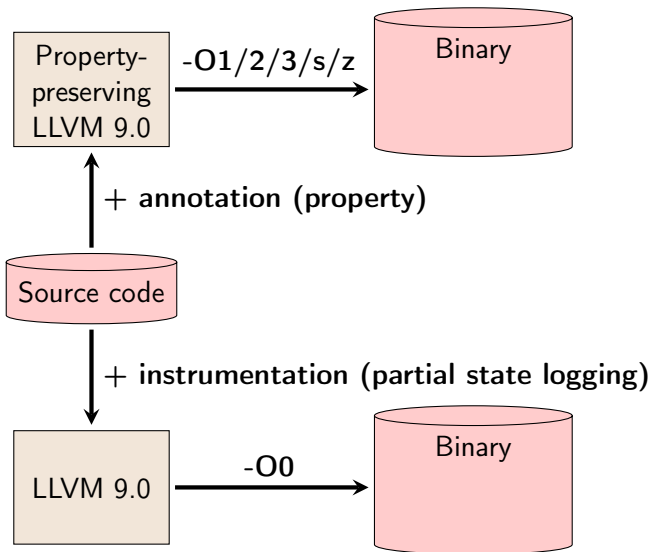 Property-
preserving
LLVM 9.0
-O1/2/3/s/z
Binary
+ annotation (property)
Source code
+ instrumentation (partial state logging)
LLVM 9.0
-O0
Binary